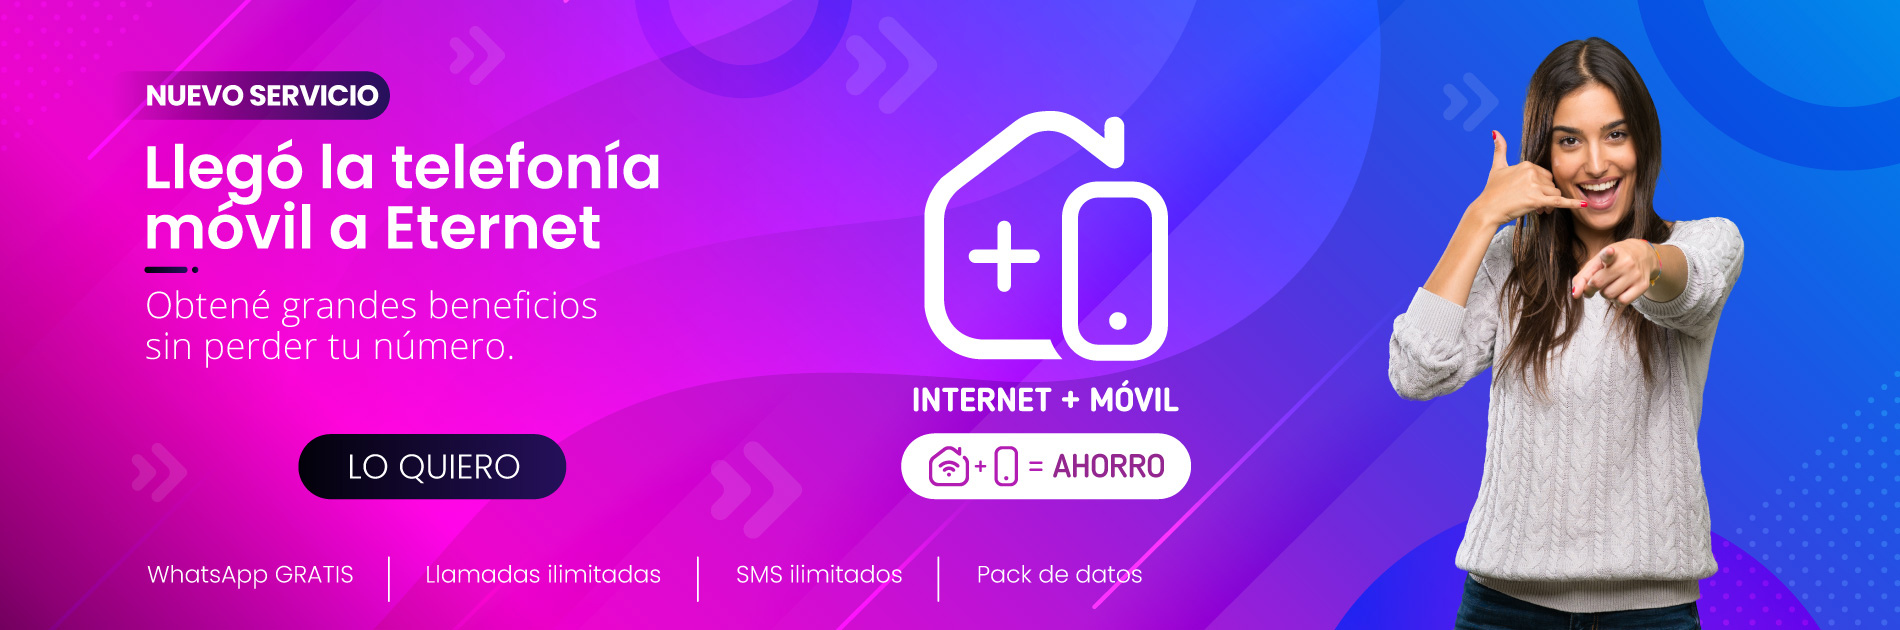 NUEVO SERVICIO
Llegó la telefonía
móvil a Eternet
Obtené grandes beneficios
sin perder tu número.
LO QUIERO
INTERNET + MÓVIL
+ = AHORRO
WhatsApp GRATIS
Llamadas ilimitadas
SMS ilimitados
Pack de datos